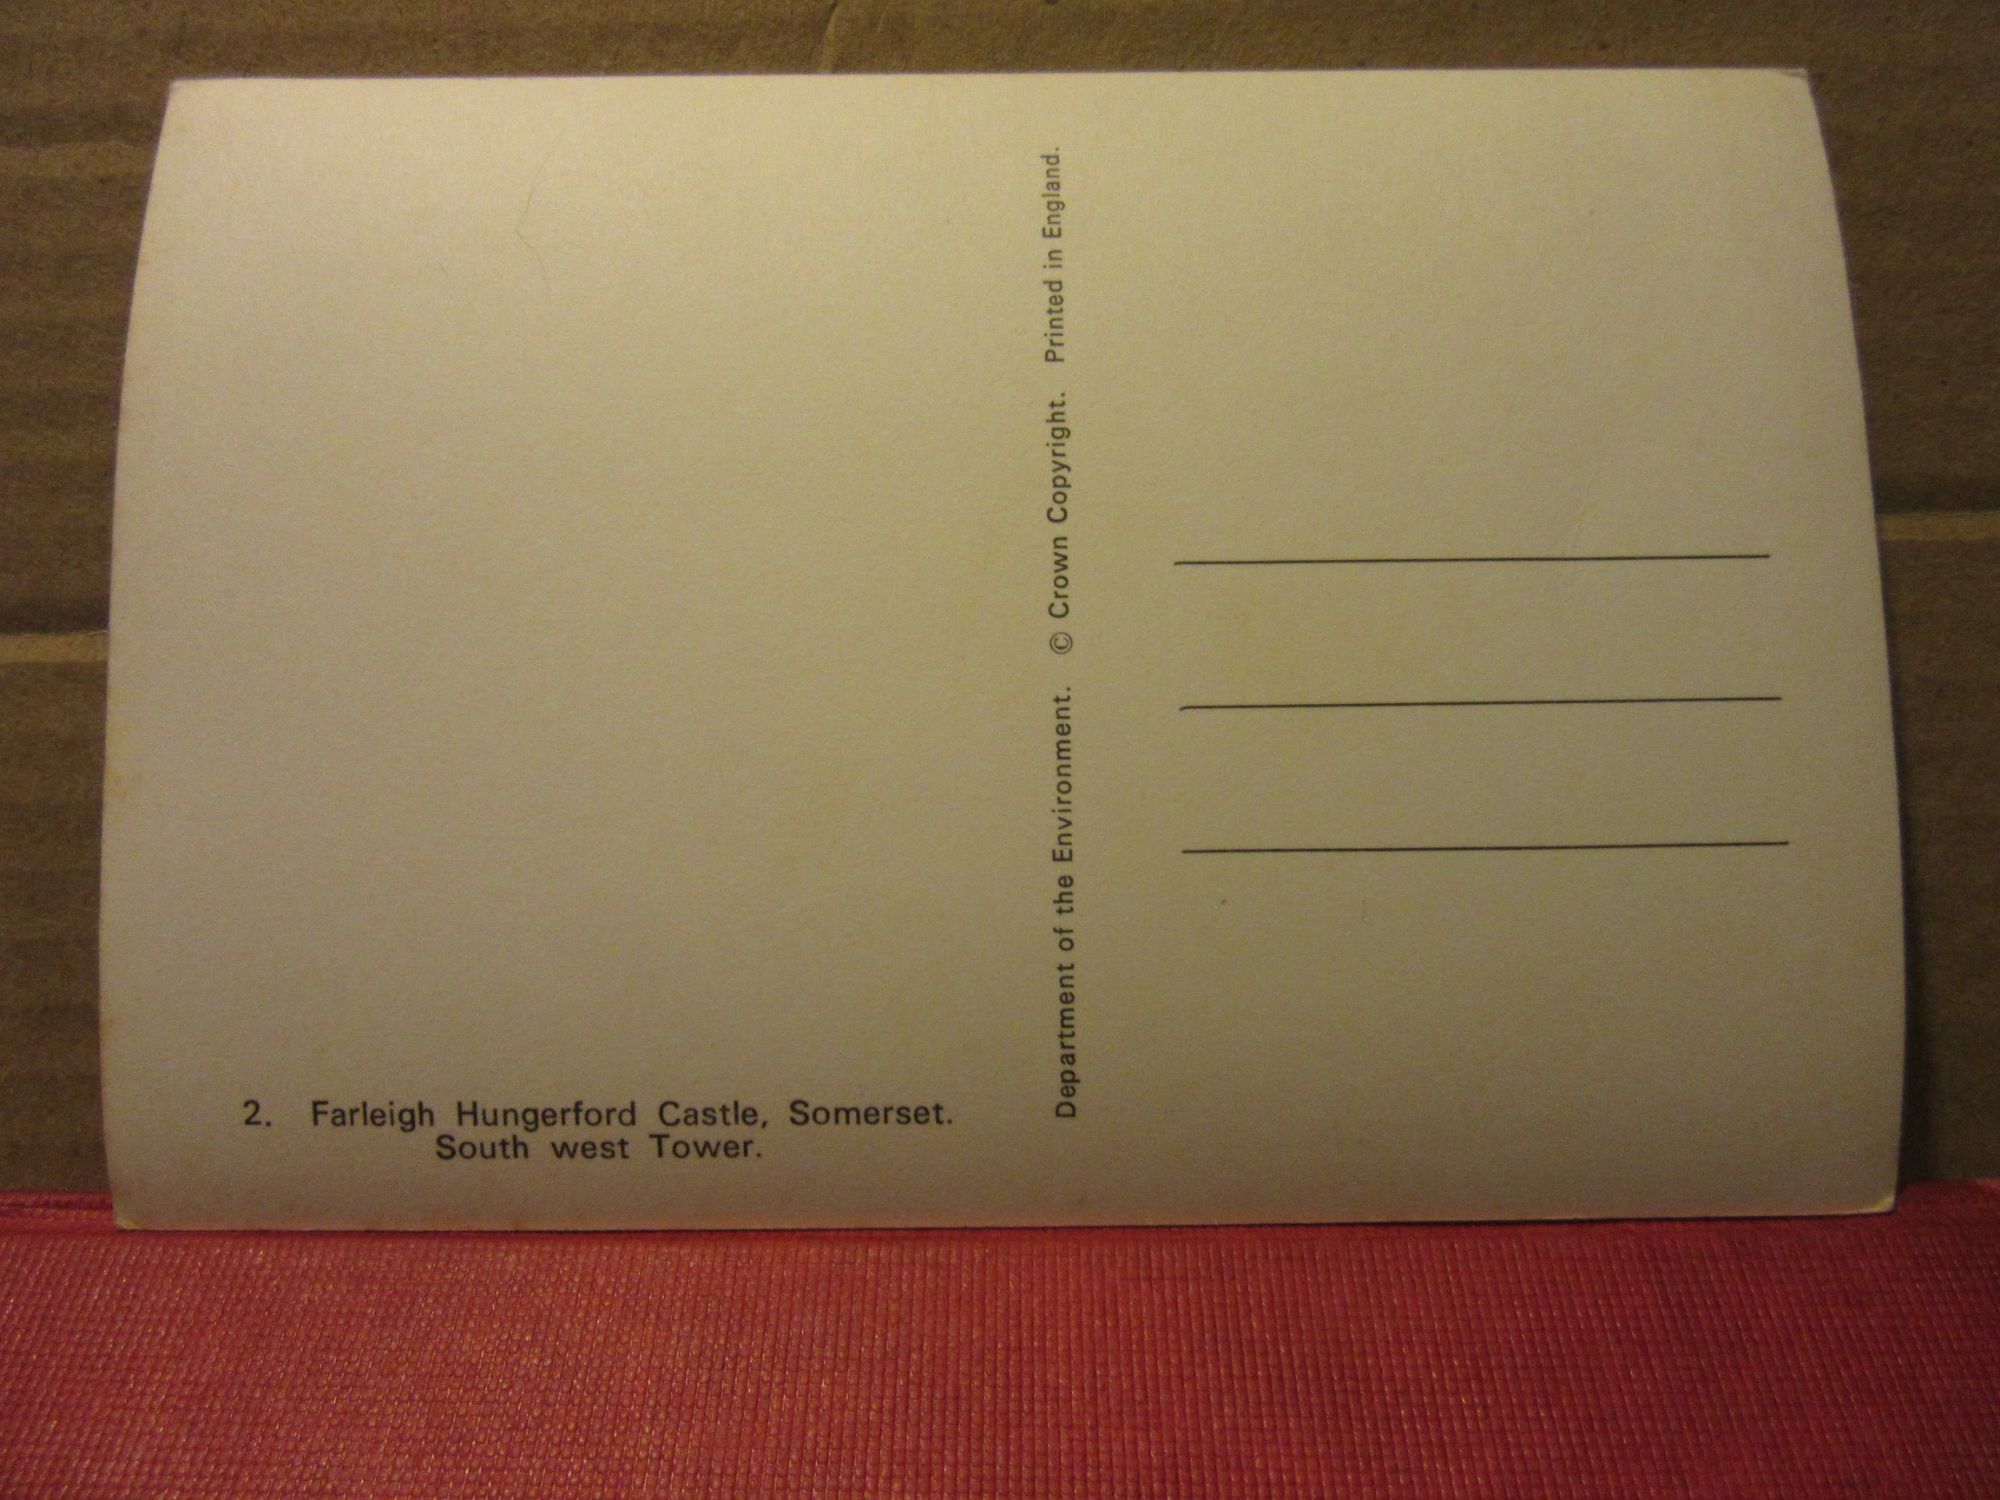 2. Farleigh Hungerford Castle, Somerset.
South west Tower.
Department of the Environment. © Crown Copyright. Printed in England.